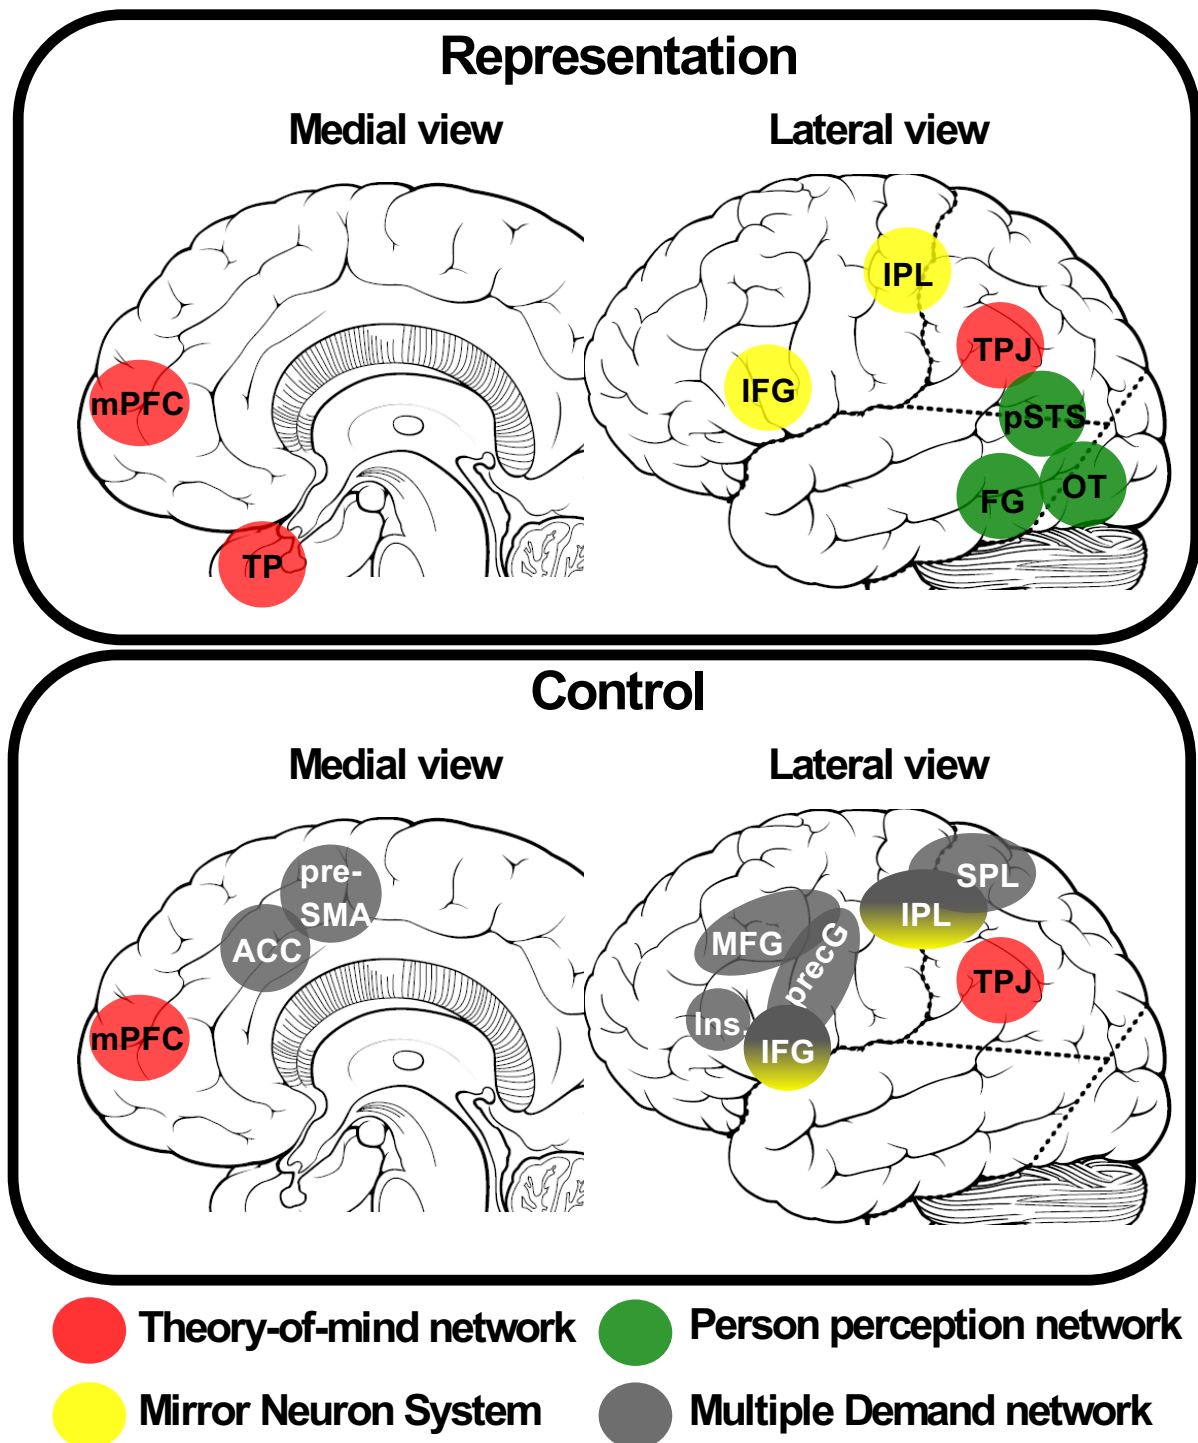 Representation
Medial view
Lateral view
IPL
TPJ
mPFC
IFG
pSTS
FG
OT
TP
Control
Medial view
Lateral view
pre-
SMA
ACC
mPFC
SPL
IPL
MFG
precG
TPJ
Ins.
IFG
Theory-of-mind network
Person perception network
Mirror Neuron System
Multiple Demand network